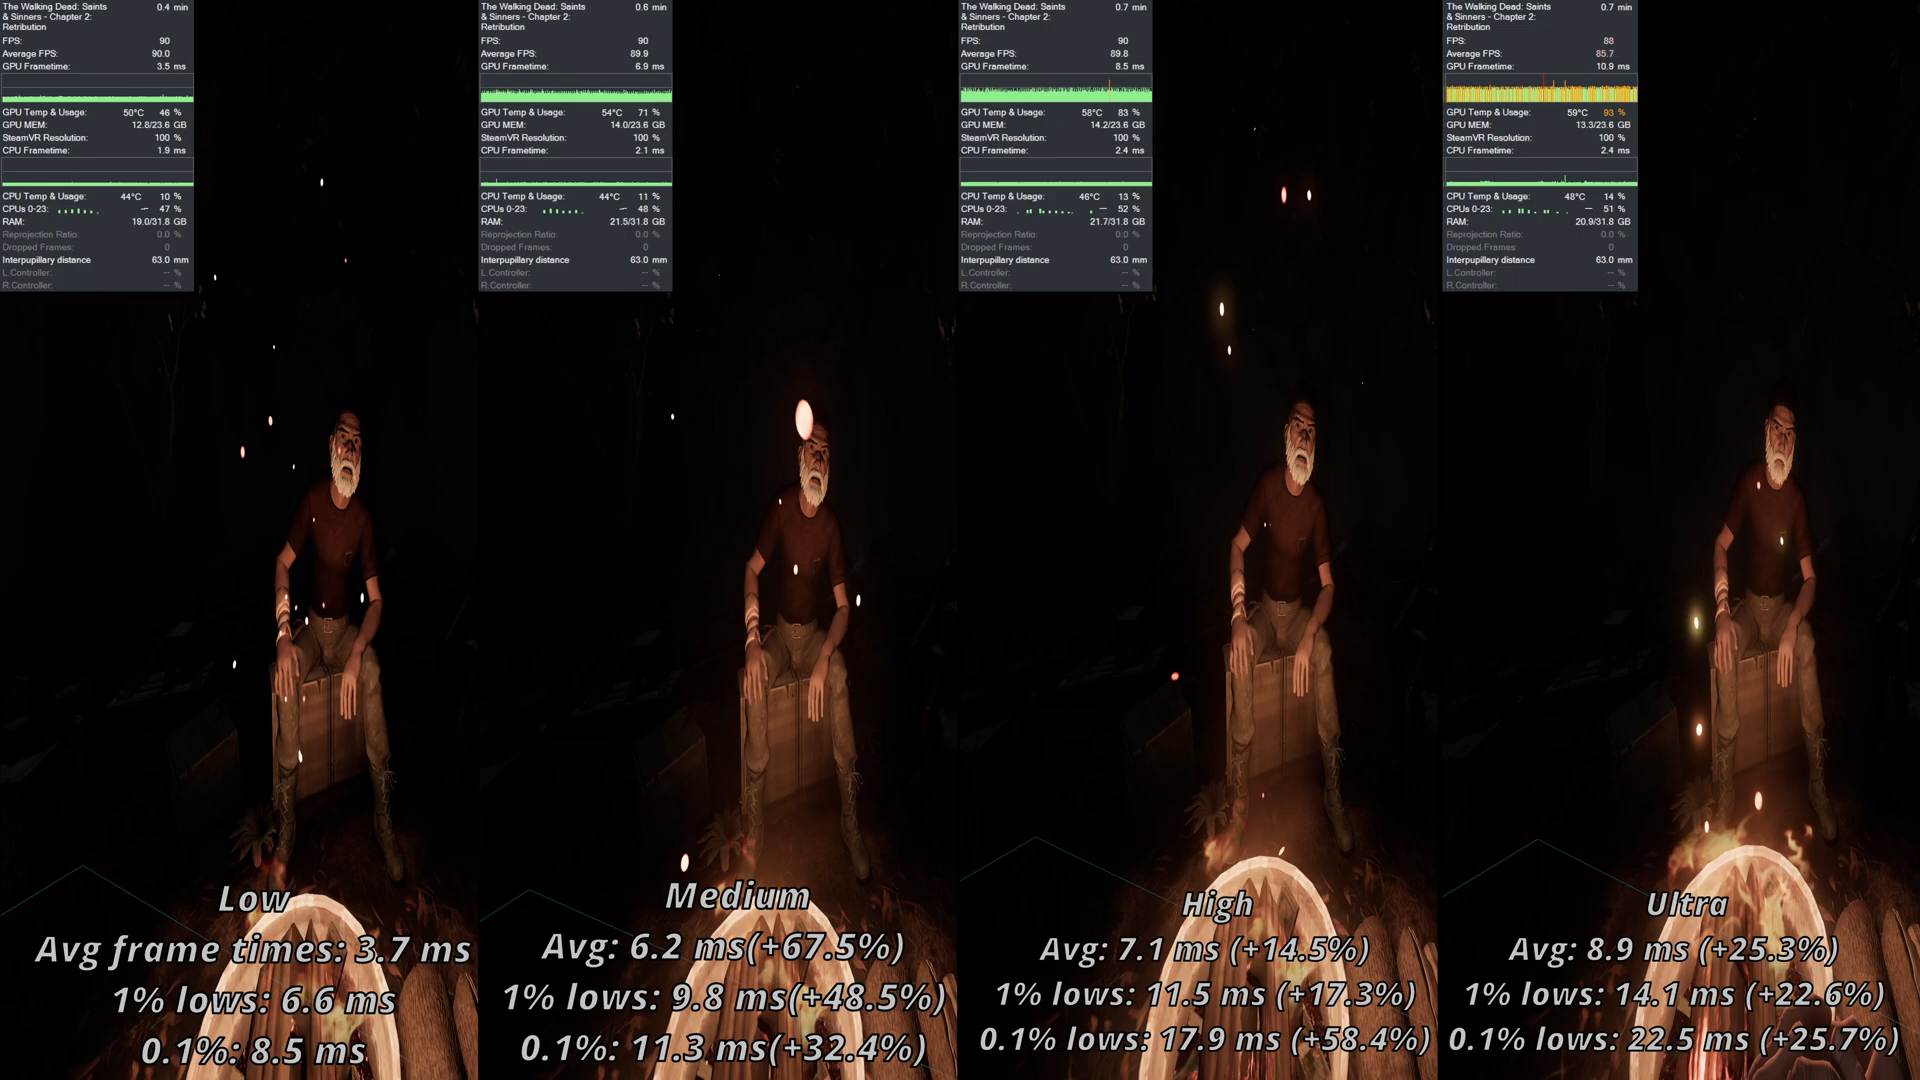 The Walking Dead: Saints 0.4 min
& Sinners - Chapter 2:
Retribution
FPS: 90
Average FPS: 90.0
GPU Frametime: 3.5 ms
GPU Temp & Usage: 50°C 46 %
GPU MEM: 12.8/23.6 GB
SteamVR Resolution: 100 %
CPU Frametime: 1.9 ms
CPU Temp & Usage: 44°C 10 %
CPUs 0-23: 47 %
RAM: 19.0/31.8 GB
Reprojection Ratio: 0.0 %
Dropped Frames: 0
Interpupillary distance 63.0 mm
L.Controller: -- %
R.Controller: -- %
Low
Avg frame times: 3.7 ms
1% lows: 6.6 ms
0.1%: 8.5 ms
The Walking Dead: Saints 0.6 min
& Sinners - Chapter 2:
Retribution
FPS: 90
Average FPS: 89.9
GPU Frametime: 6.9 ms
GPU Temp & Usage: 54°C 71 %
GPU MEM: 14.0/23.6 GB
SteamVR Resolution: 100 %
CPU Frametime: 2.1 ms
CPU Temp & Usage: 44°C 11 %
CPUs 0-23: 48 %
RAM: 21.5/31.8 GB
Reprojection Ratio: 0.0 %
Dropped Frames: 0
Interpupillary distance 63.0 mm
L.Controller: -- %
R.Controller: -- %
Medium
Avg: 6.2 ms(+67.5%)
1% lows: 9.8 ms(+48.5%)
0.1%: 11.3 ms(+32.4%)
The Walking Dead: Saints 0.7 min
& Sinners - Chapter 2:
Retribution
FPS: 90
Average FPS: 89.8
GPU Frametime: 8.5 ms
GPU Temp & Usage: 58°C 83 %
GPU MEM: 14.2/23.6 GB
SteamVR Resolution: 100 %
CPU Frametime: 2.4 ms
CPU Temp & Usage: 46°C 13 %
CPUs 0-23: 52 %
RAM: 21.7/31.8 GB
Reprojection Ratio: 0.0 %
Dropped Frames: 0
Interpupillary distance 63.0 mm
L.Controller: -- %
R.Controller: -- %
High
Avg: 7.1 ms (+14.5%)
1% lows: 11.5 ms (+17.3%)
0.1% lows: 17.9 ms (+58.4%)
The Walking Dead: Saints 0.7 min
& Sinners - Chapter 2:
Retribution
FPS: 88
Average FPS: 85.7
GPU Frametime: 10.9 ms
GPU Temp & Usage: 59°C 93 %
GPU MEM: 13.3/23.6 GB
SteamVR Resolution: 100 %
CPU Frametime: 2.4 ms
CPU Temp & Usage: 48°C 14 %
CPUs 0-23: 51 %
RAM: 20.9/31.8 GB
Reprojection Ratio: 0.0 %
Dropped Frames: 0
Interpupillary distance 63.0 mm
L.Controller: -- %
R.Controller: -- %
Ultra
Avg: 8.9 ms (+25.3%)
1% lows: 14.1 ms (+22.6%)
0.1% lows: 22.5 ms (+25.7%)